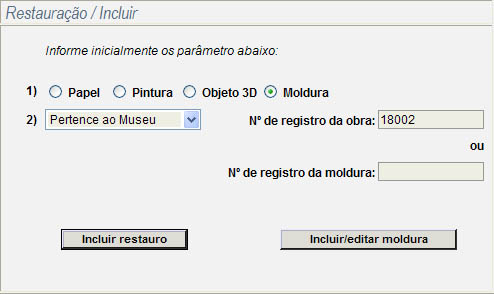 Restauração / Incluir
Informe inicialmente os parâmetro abaixo:
1) Papel Pintura Objeto 3D Moldura
2) Pertence ao Museu Nº de registro da obra: 18002
ou
Nº de registro da moldura:
Incluir restauro Incluir/editar moldura